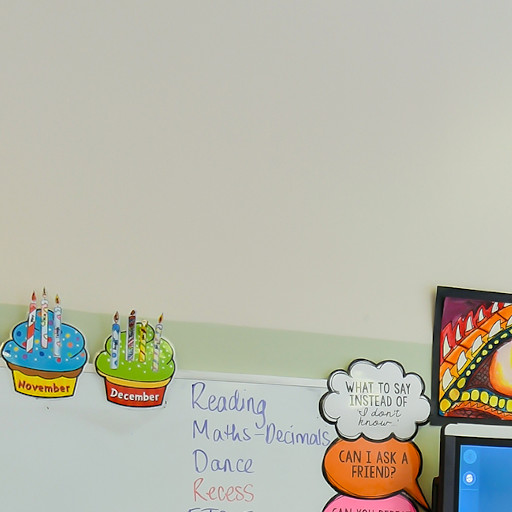 November
December
Reading
Maths-Decimals
Dance
Recess
WHAT TO SAY
INSTEAD OF
I don't
know
CAN I ASK A
FRIEND?